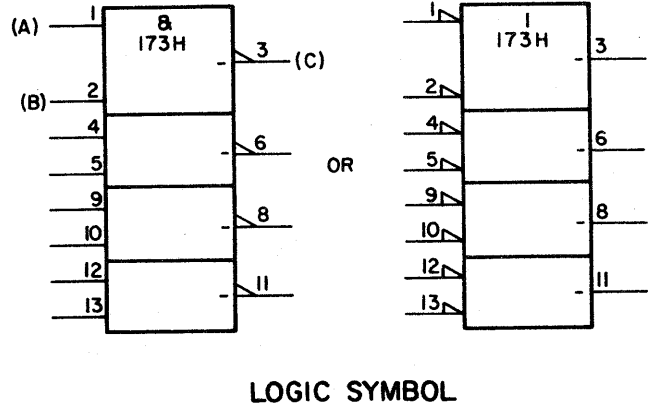 (A) 1 & 1 I
173H 173H
3 (C) 3
(B) 2 2
4 6 4 6
5 OR 5
9 8 9 8
10 10
12 11 12 11
13 13
LOGIC SYMBOL